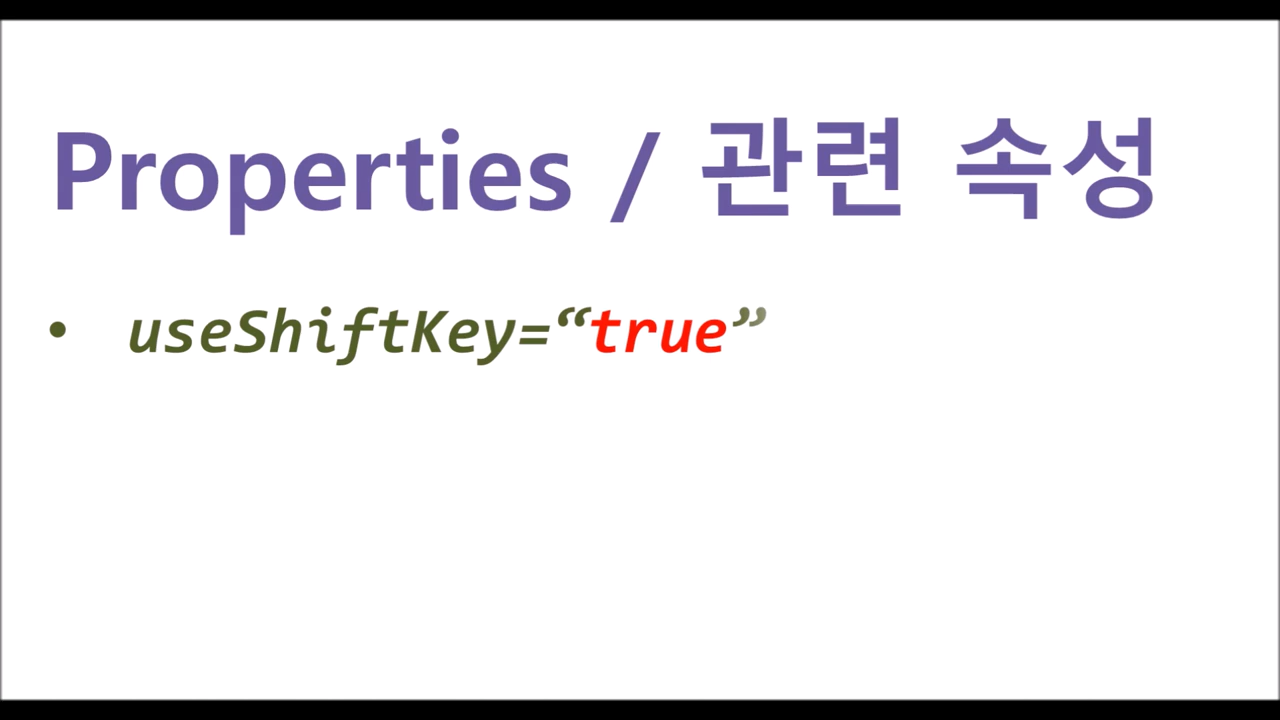 Properties / 관련 속성
• useShiftKey=“true”